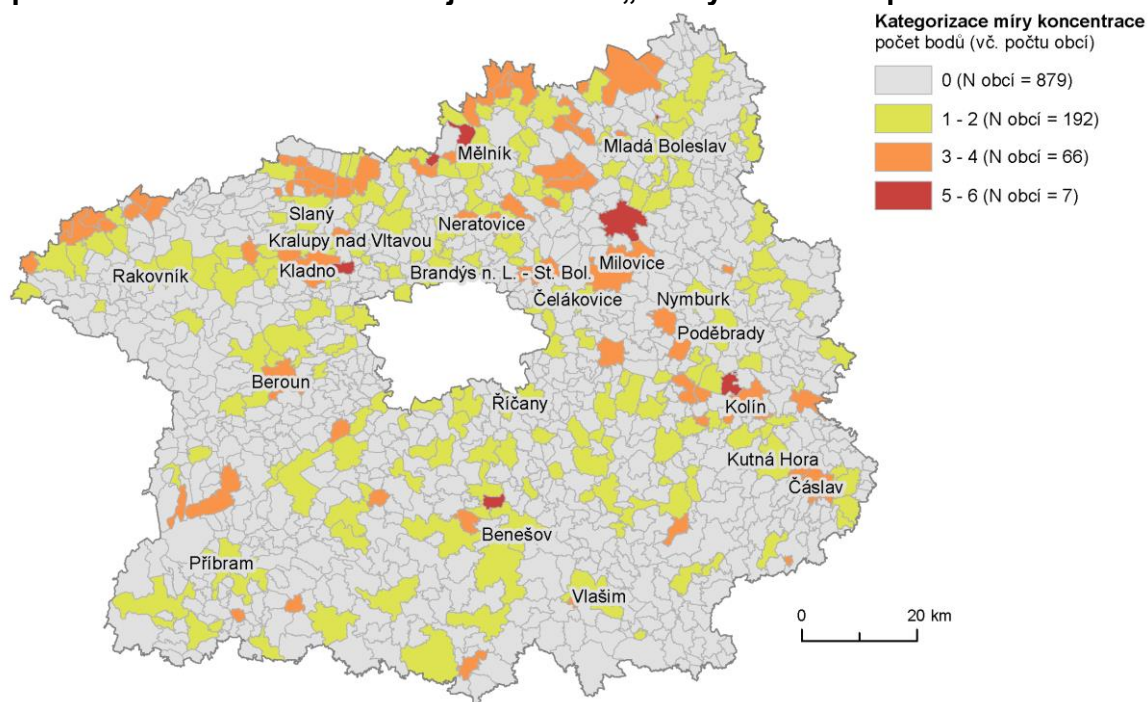 Kategorizace míry koncentrace
počet bodů (vč. počtu obcí)
0 (N obcí = 879)
1 - 2 (N obcí = 192)
3 - 4 (N obcí = 66)
5 - 6 (N obcí = 7)
Mělník
Mladá Boleslav
Slaný
Neratovice
Kralupy nad Vltavou
Rakovník
Kladno
Brandýs n. L. - St. Bol.
Milovice
Čelákovice
Nymburk
Poděbrady
Beroun
Říčany
Kolín
Kutná Hora
Čáslav
Benešov
Příbram
Vlašim
0
20 km